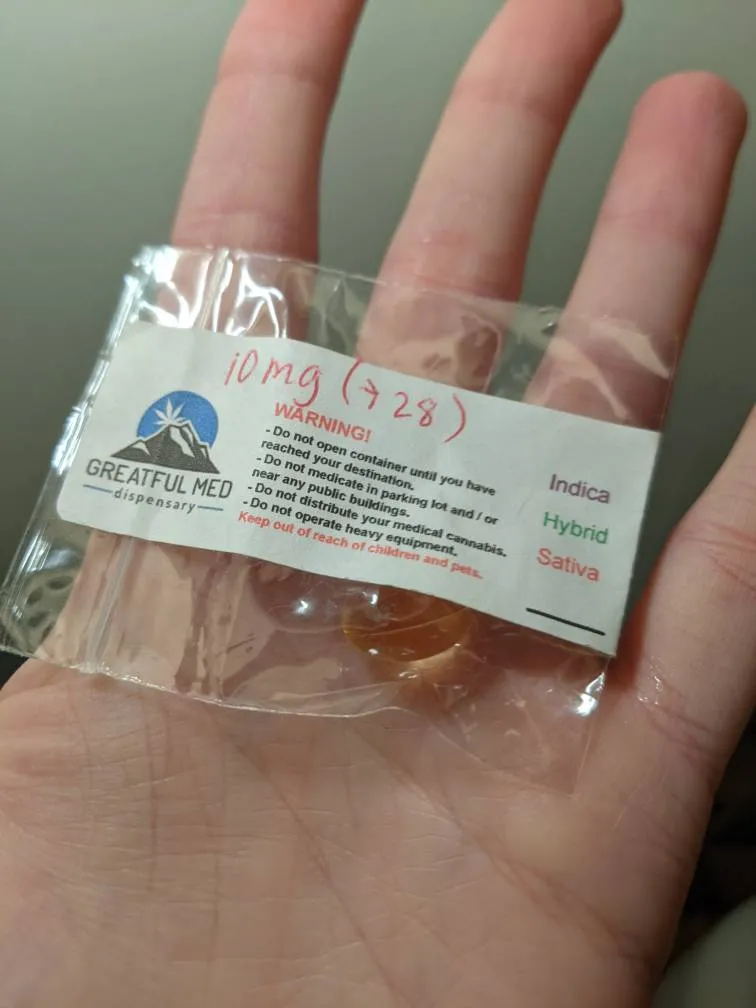 10mg (→28)
WARNING!
- Do not open container until you have
reached your destination.
- Do not medicate in parking lot and / or
near any public buildings.
- Do not distribute your medical cannabis.
- Do not operate heavy equipment.
Keep out of reach of children and pets.
GREATFUL MED
dispensary
Indica
Hybrid
Sativa